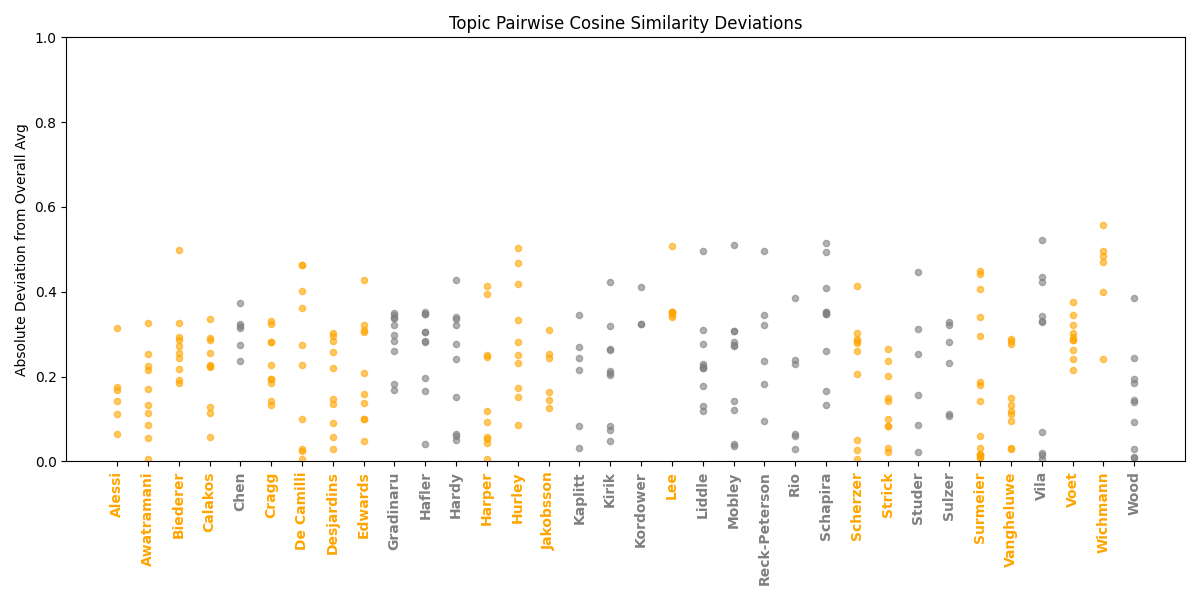 Topic Pairwise Cosine Similarity Deviations
Absolute Deviation from Overall Avg
1.0
0.8
0.6
0.4
0.2
0.0
Alessi
Awatramani
Biederer
Calakos
Chen
Cragg
De Camilli
Desjardins
Edwards
Gradinaru
Hafler
Hardy
Harper
Hurley
Jakobsson
Kaplitt
Kirik
Kordower
Lee
Liddle
Mobley
Reck-Peterson
Rio
Schapira
Scherzer
Strick
Studer
Sulzer
Surmeier
Vangheluwe
Vila
Voet
Wichmann
Wood